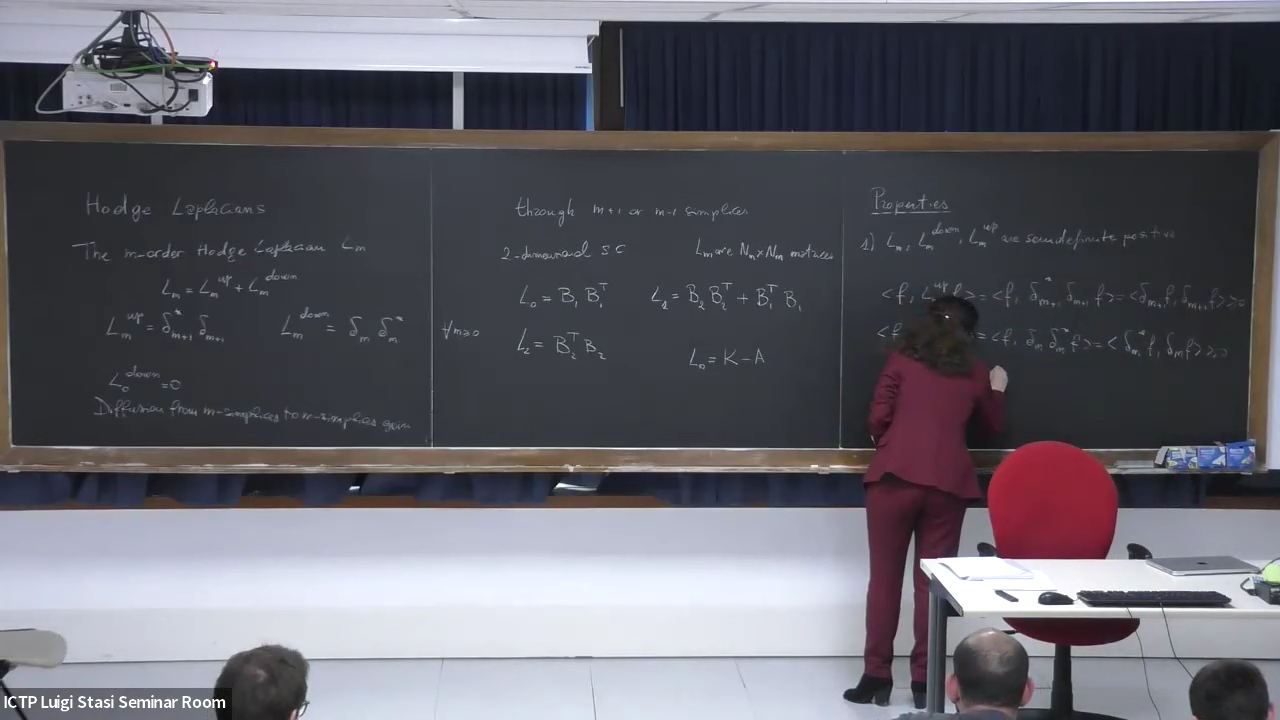 Hodge Laplacians
The m-order Hodge Laplacian L_m
L_m = L_m^{up} + L_m^{down}
L_m^{up} = δ*_{m+1} δ_{m+1}    L_m^{down} = δ_m δ_m^*    ∀m≥0
L_0^{down} = 0
Diffusion from m-simplices to m-simplices goin
through m+1 or m-1 simplices
2-dimensional SC    L_m are N_m × N_m matrices
L_0 = B_1 B_1^T    L_1 = B_2 B_2^T + B_1^T B_1
L_2 = B_2^T B_2
L_0 = K - A
Properties
1) L_m, L_m^{down}, L_m^{up} are semidefinite positive
<f, L_m^{up} f> = <f, δ*_{m+1} δ_{m+1} f> = <δ_{m+1} f, δ_{m+1} f> ≥ 0
<f = <f, δ_m δ_m^* f> = <δ_m^* f, δ_m f> ≥ 0
ICTP Luigi Stasi Seminar Room